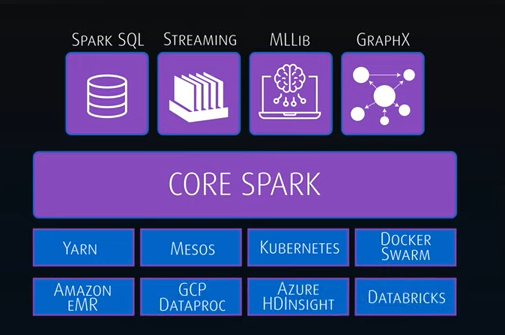 Spark SQL
Streaming
MLLib
GraphX
CORE SPARK
Yarn
Mesos
Kubernetes
Docker
Swarm
Amazon
eMR
GCP
Dataproc
Azure
HDInsight
Databricks